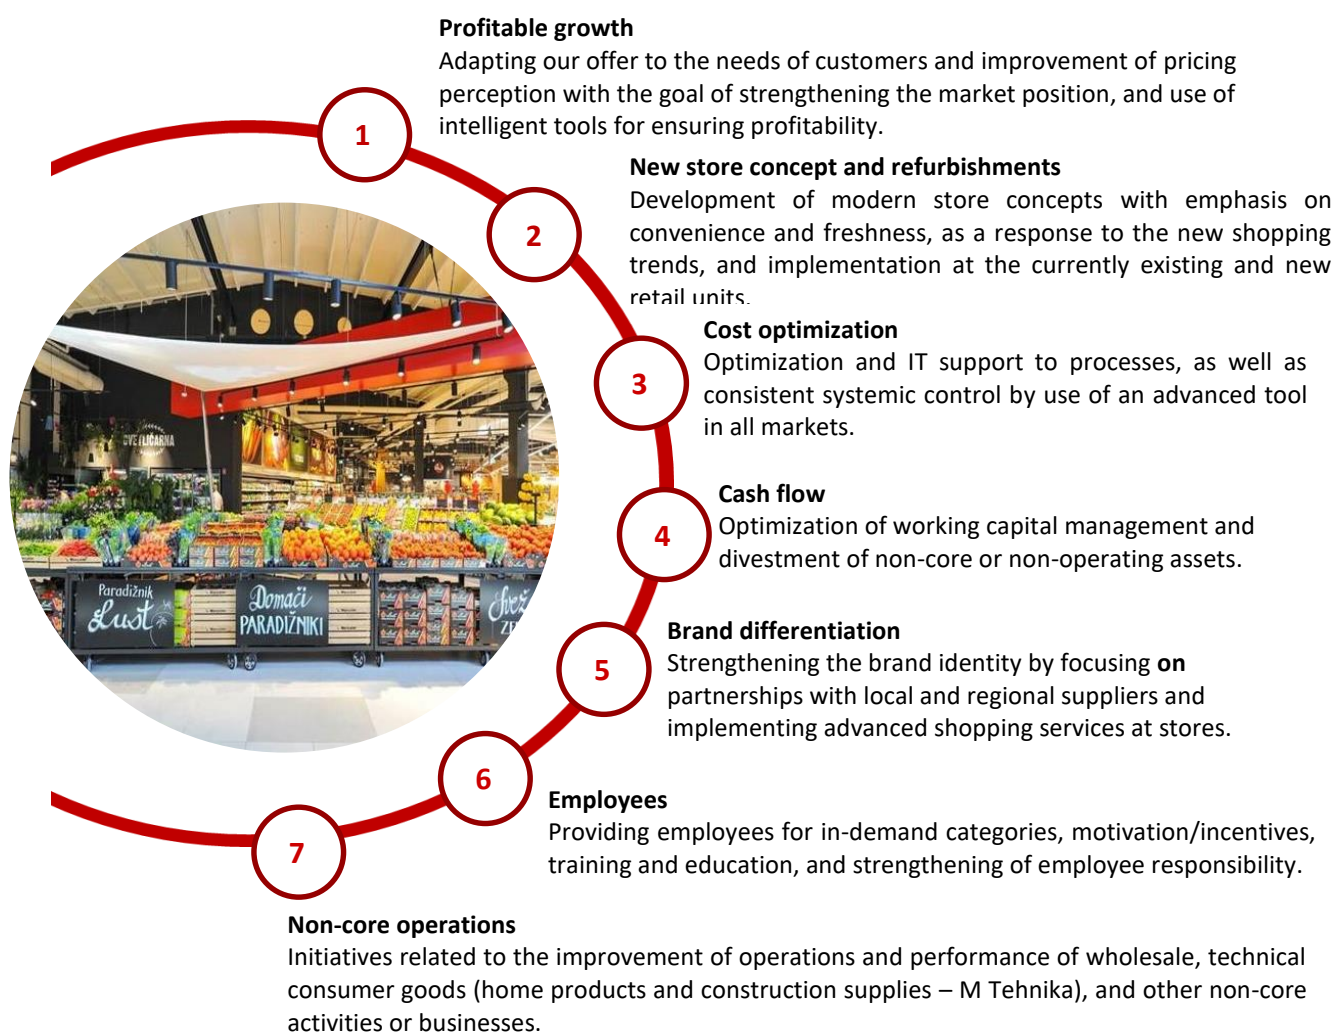 Profitable growth
Adapting our offer to the needs of customers and improvement of pricing
perception with the goal of strengthening the market position, and use of
intelligent tools for ensuring profitability.
1
New store concept and refurbishments
Development of modern store concepts with emphasis on
convenience and freshness, as a response to the new shopping
trends, and implementation at the currently existing and new
retail units.
2
Cost optimization
Optimization and IT support to processes, as well as
consistent systemic control by use of an advanced tool
in all markets.
3
Cash flow
Optimization of working capital management and
divestment of non-core or non-operating assets.
4
Brand differentiation
Strengthening the brand identity by focusing on
partnerships with local and regional suppliers and
implementing advanced shopping services at stores.
5
6
Employees
Providing employees for in-demand categories, motivation/incentives,
training and education, and strengthening of employee responsibility.
7
Non-core operations
Initiatives related to the improvement of operations and performance of wholesale, technical
consumer goods (home products and construction supplies – M Tehnika), and other non-core
activities or businesses.
CVETLIČARNA
Paradižnik
Lušt
Domači
PARADIŽNIKI